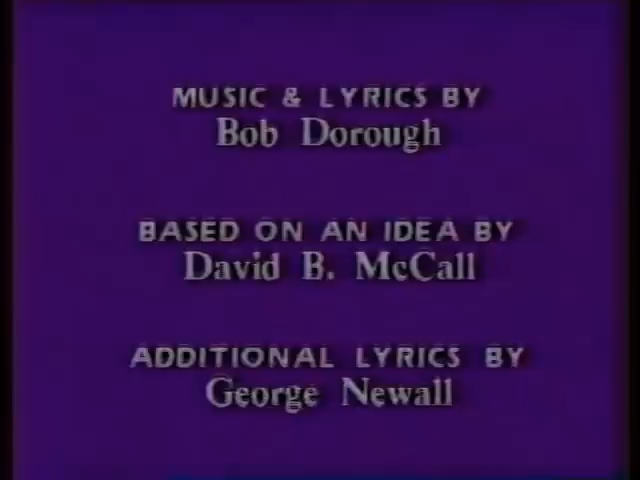 MUSIC & LYRICS BY
Bob Dorough
BASED ON AN IDEA BY
David B. McCall
ADDITIONAL LYRICS BY
George Newall